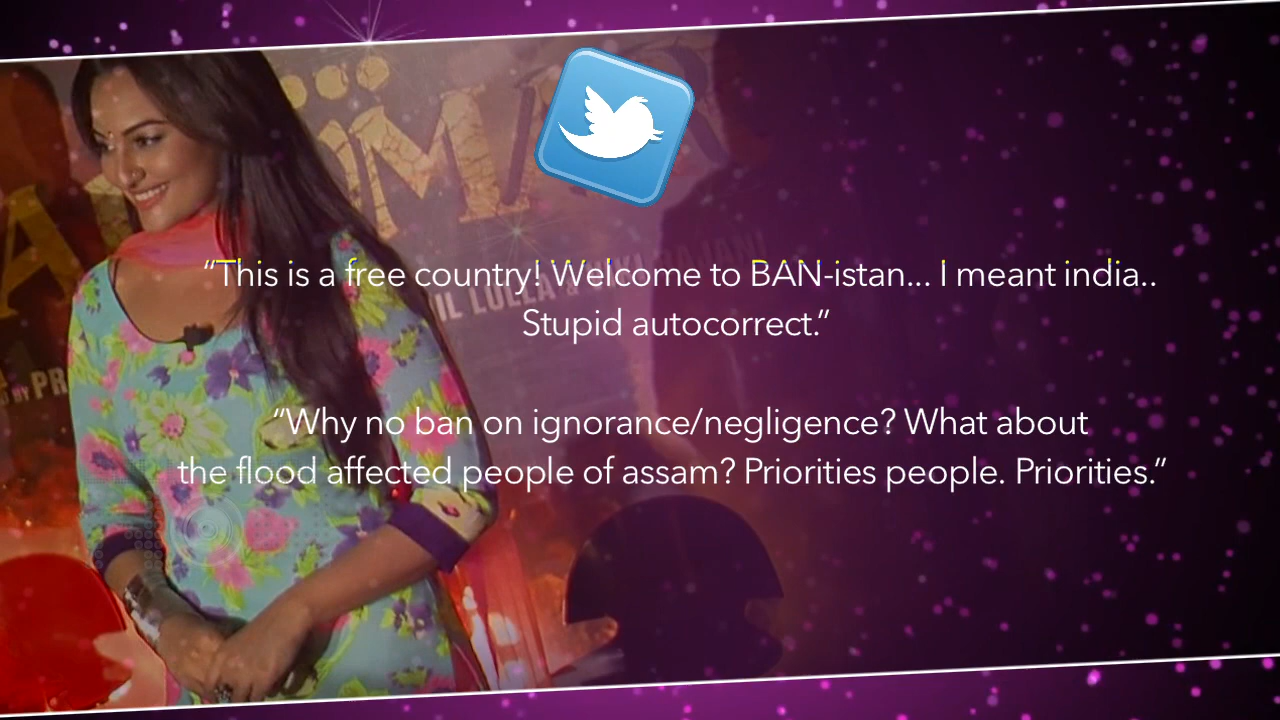 “This is a free country! Welcome to BAN-istan... I meant india..
Stupid autocorrect.”
“Why no ban on ignorance/negligence? What about
the flood affected people of assam? Priorities people. Priorities.”